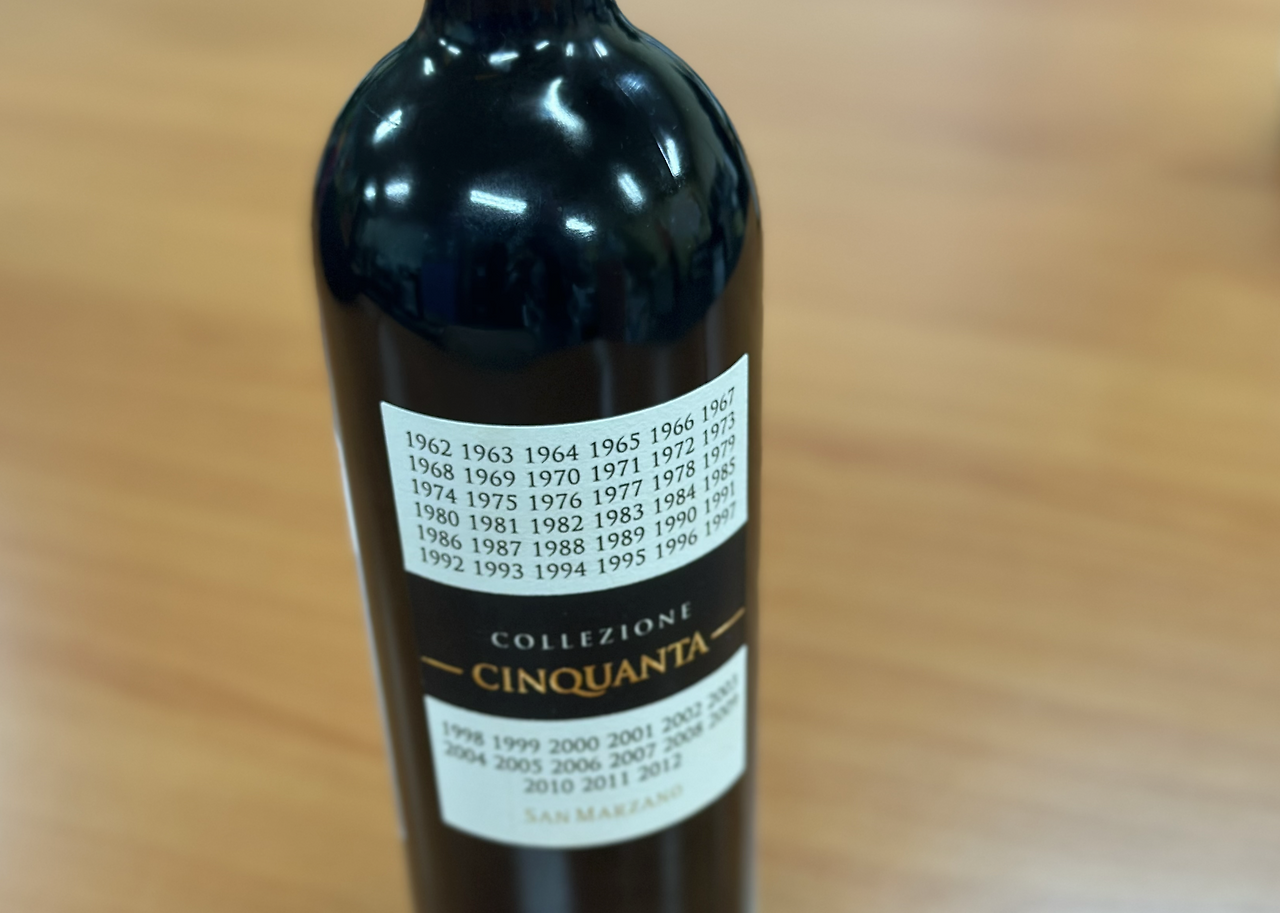 1962 1963 1964 1965 1966 1967
1968 1969 1970 1971 1972 1973
1974 1975 1976 1977 1978 1979
1980 1981 1982 1983 1984 1985
1986 1987 1988 1989 1990 1991
1992 1993 1994 1995 1996 1997
COLLEZIONE
CINQUANTA
1998 1999 2000 2001 2002 2003
2004 2005 2006 2007 2008 2009
2010 2011 2012
SAN MARZANO